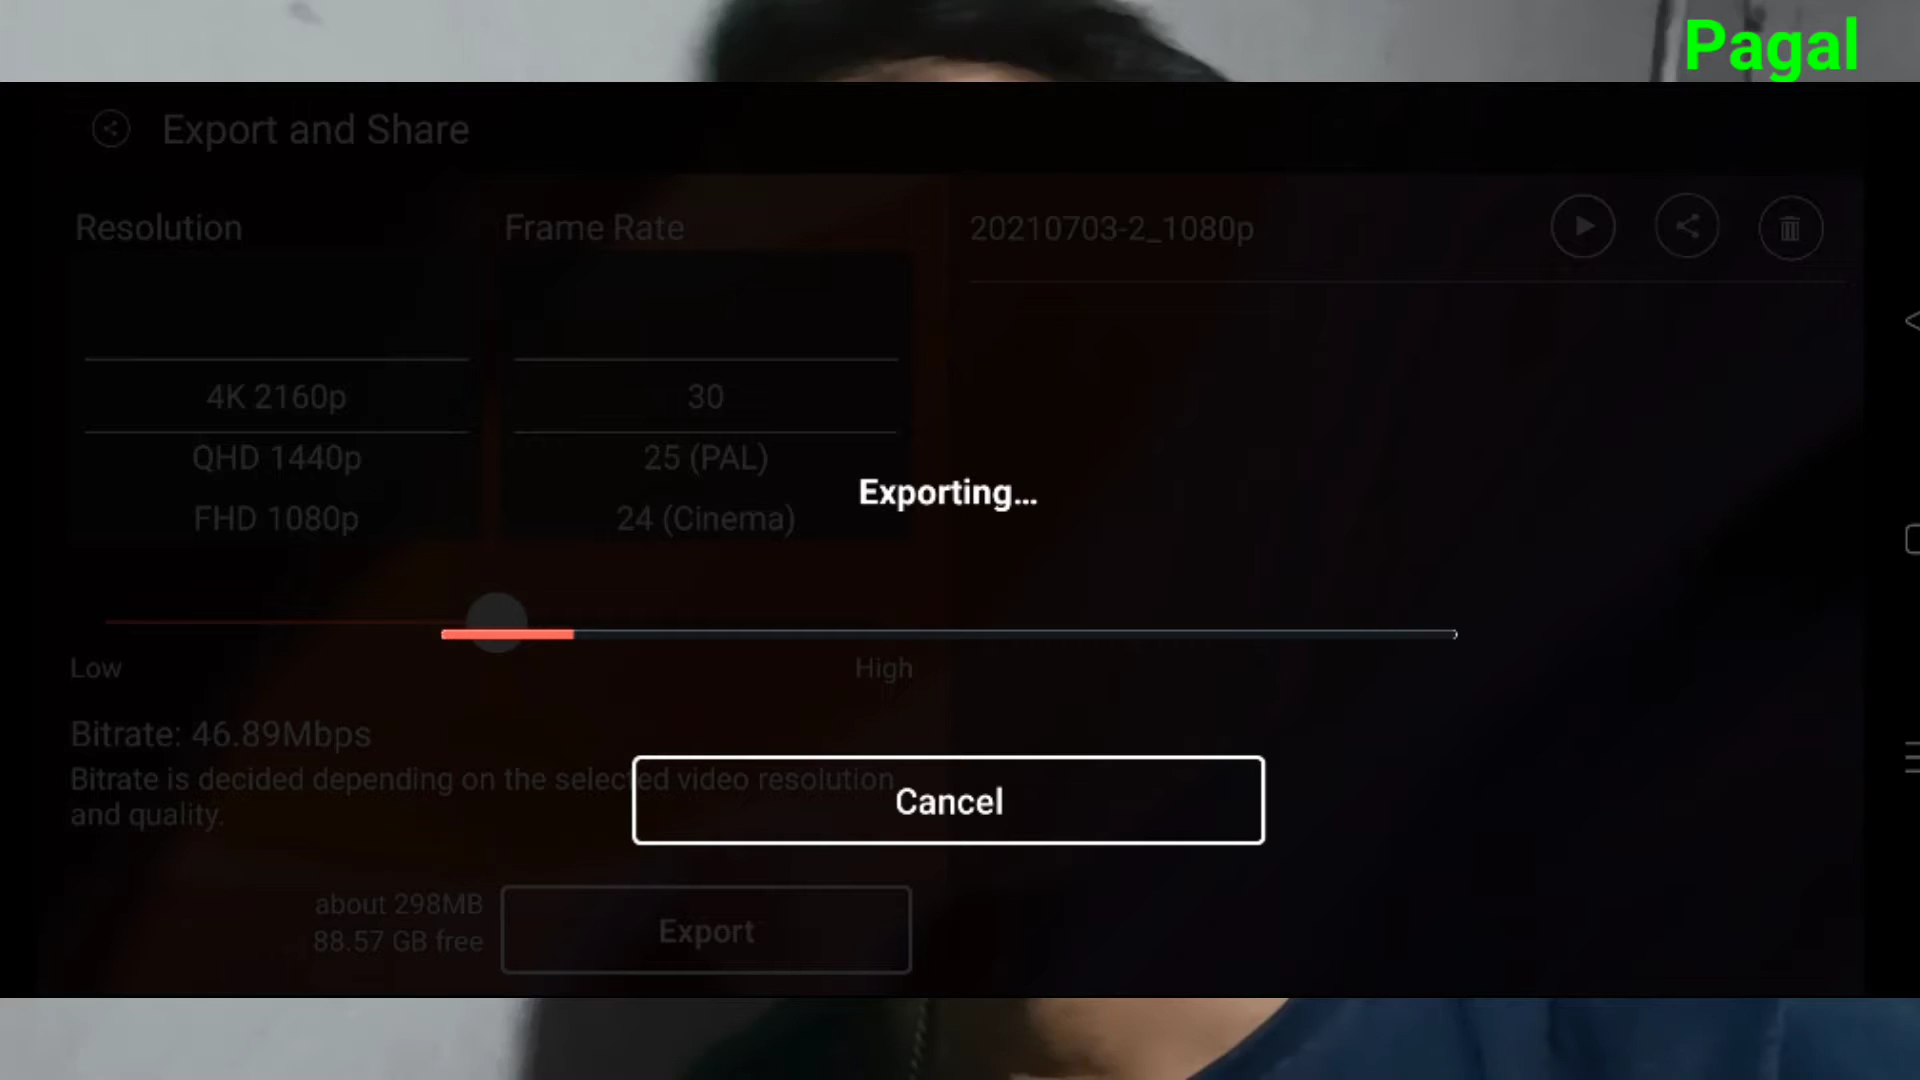 Pagal
Export and Share
Resolution
Frame Rate
20210703-2_1080p
4K 2160p
30
QHD 1440p
25 (PAL)
FHD 1080p
24 (Cinema)
Exporting...
Low
High
Bitrate: 46.89Mbps
Bitrate is decided depending on the selected video resolution
and quality.
Cancel
about 298MB
88.57 GB free
Export